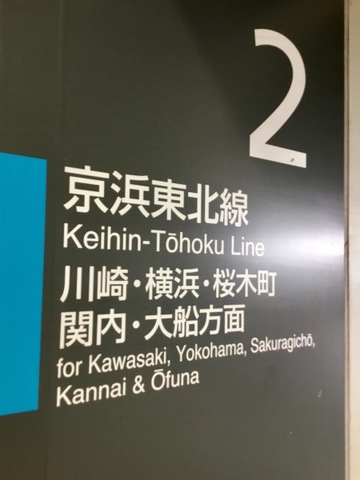 2
京浜東北線
Keihin-Tōhoku Line
川崎・横浜・桜木町
関内・大船方面
for Kawasaki, Yokohama, Sakuragichō,
Kannai & Ōfuna